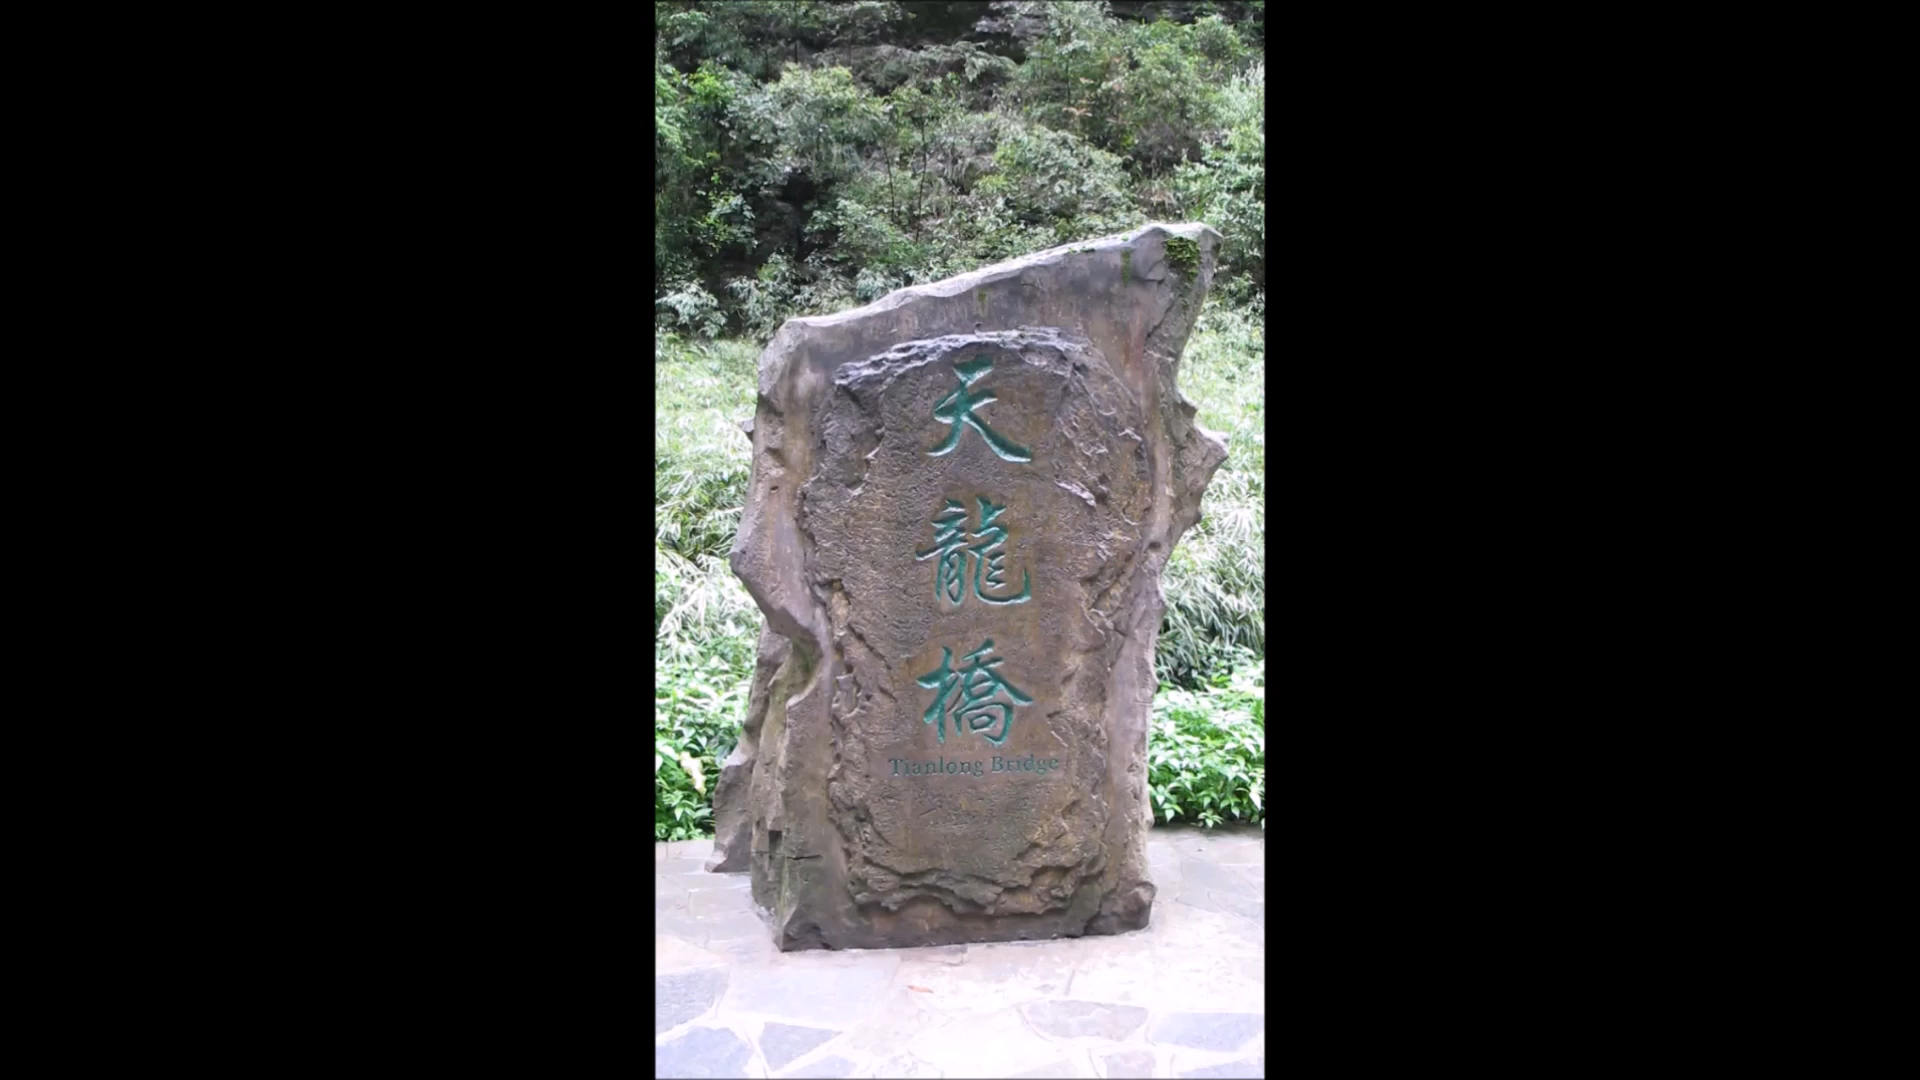 天龍橋
Tianlong Bridge